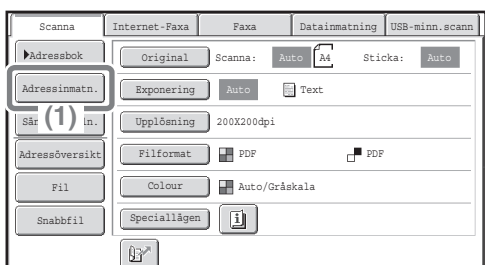 Scanna Internet-Faxa Faxa Datainmatning USB-minn.scann
Adressbok Original Scanna: Auto A4 Sticka: Auto
Adressinmatn. Exponering Auto Text
(1) Upplösning 200X200dpi
Adressöversikt Filformat PDF PDF
Fil Colour Auto/Gråskala
Snabbfil Speciallägen